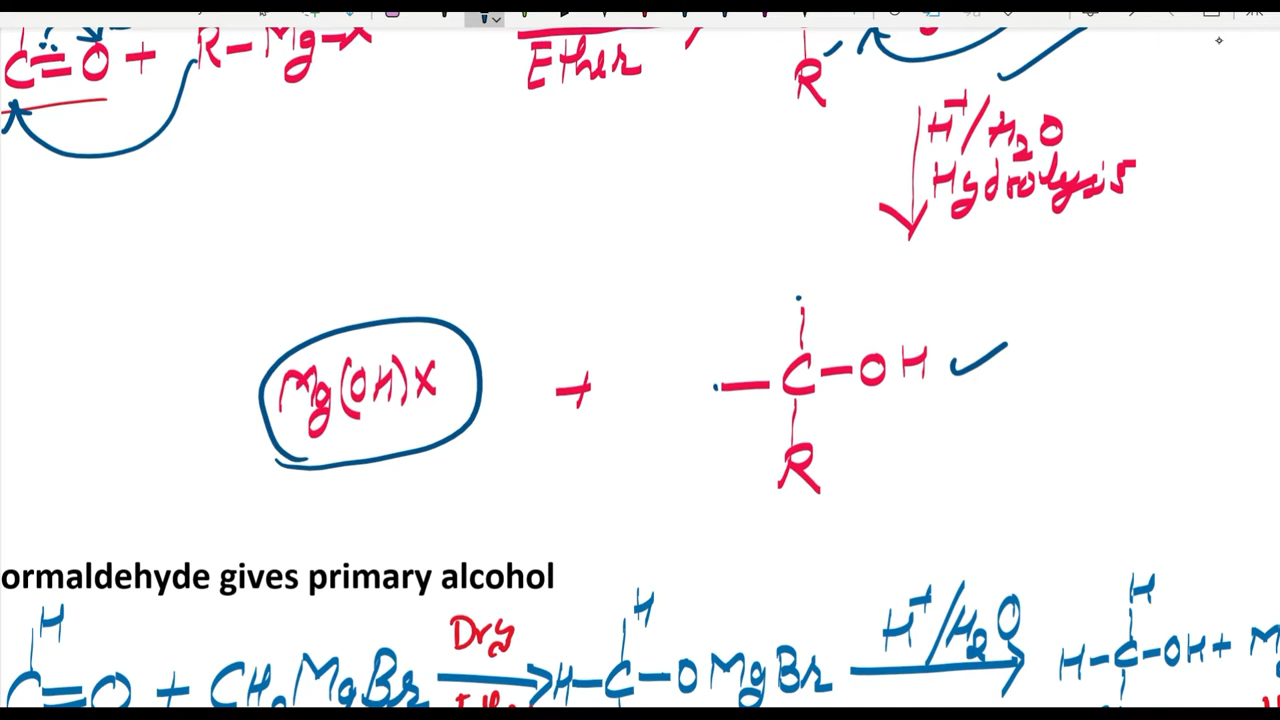 C=O + R-Mg-X
Ether
R
H+/H2O
Hydrolysis
Mg(OH)X + -C-OH
R
ormaldehyde gives primary alcohol
H H H
Dry H+/H2O
C=O + CH3MgBr H-C-OMgBr H-C-OH + M